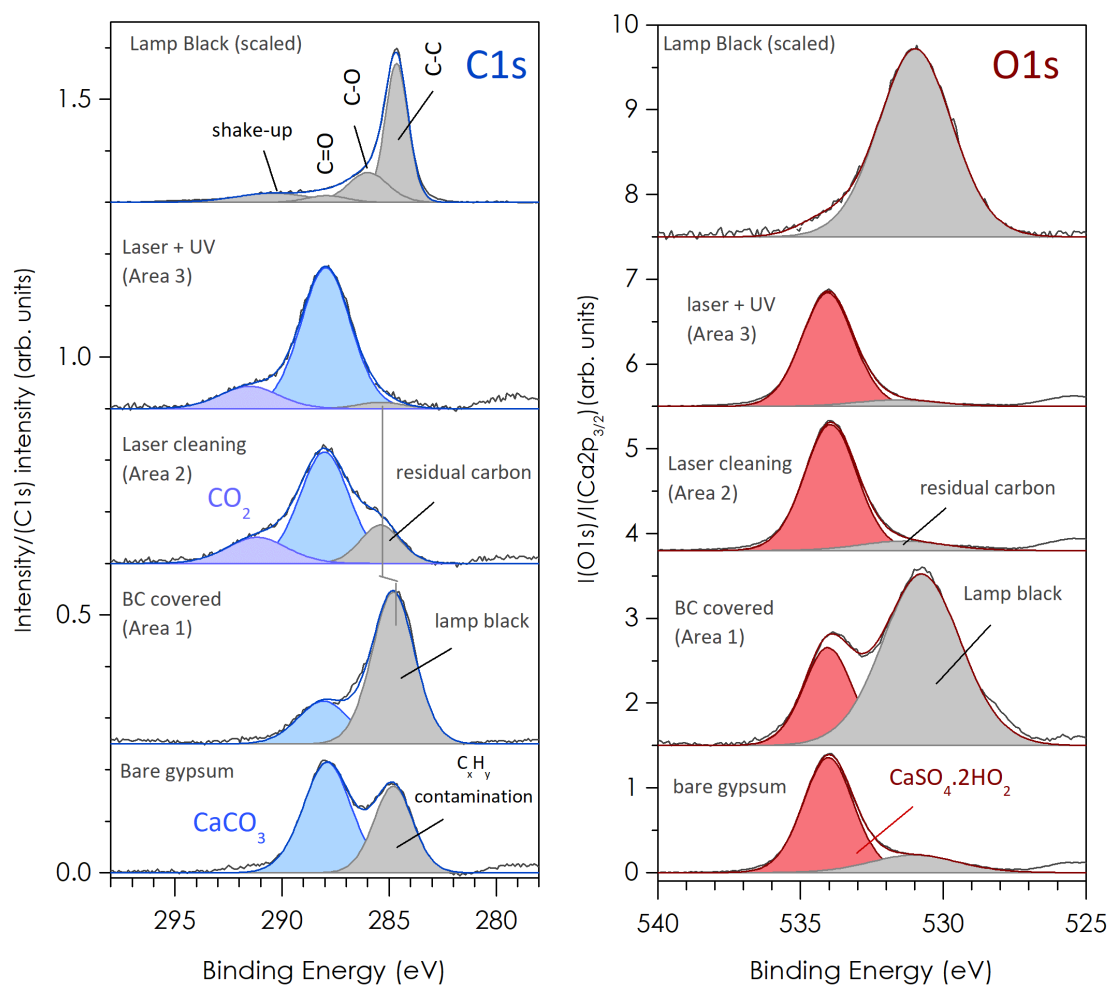 Lamp Black (scaled)
C1s
shake-up
C=O
C-O
C-C
Laser + UV
(Area 3)
Laser cleaning
(Area 2)
CO2
residual carbon
BC covered
(Area 1)
lamp black
Bare gypsum
CxHy
contamination
CaCO3
1.5
1.0
0.5
0.0
295
290
285
280
Binding Energy (eV)
Intensity/(C1s) intensity (arb. units)
Lamp Black (scaled)
O1s
laser + UV
(Area 3)
Laser cleaning
(Area 2)
residual carbon
BC covered
(Area 1)
Lamp black
bare gypsum
CaSO4.2HO2
10
9
8
7
6
5
4
3
2
1
0
540
535
530
525
Binding Energy (eV)
I(O1s)/I(Ca2p3/2) (arb. units)